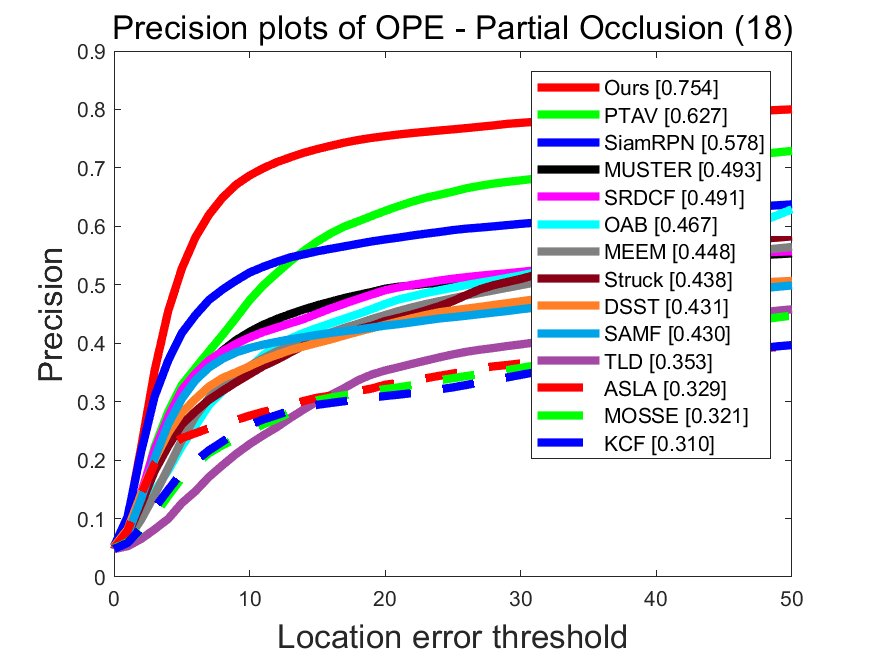 Precision plots of OPE - Partial Occlusion (18)
0.9
0.8
0.7
0.6
0.5
0.4
0.3
0.2
0.1
0
Precision
Ours [0.754]
PTAV [0.627]
SiamRPN [0.578]
MUSTER [0.493]
SRDCF [0.491]
OAB [0.467]
MEEM [0.448]
Struck [0.438]
DSST [0.431]
SAMF [0.430]
TLD [0.353]
ASLA [0.329]
MOSSE [0.321]
KCF [0.310]
0 10 20 30 40 50
Location error threshold